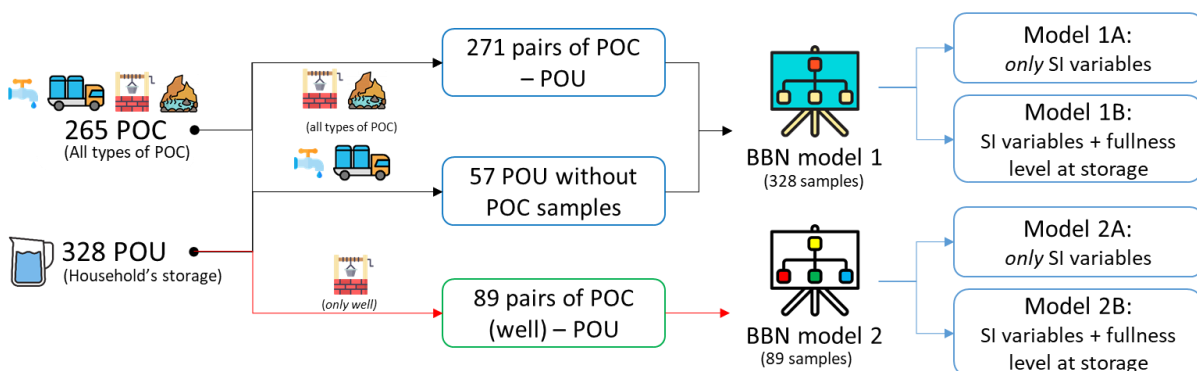 265 POC
(All types of POC)
328 POU
(Household's storage)
(all types of POC)
(only well)
271 pairs of POC
– POU
57 POU without
POC samples
89 pairs of POC
(well) – POU
BBN model 1
(328 samples)
BBN model 2
(89 samples)
Model 1A:
only SI variables
Model 1B:
SI variables + fullness
level at storage
Model 2A:
only SI variables
Model 2B:
SI variables + fullness
level at storage